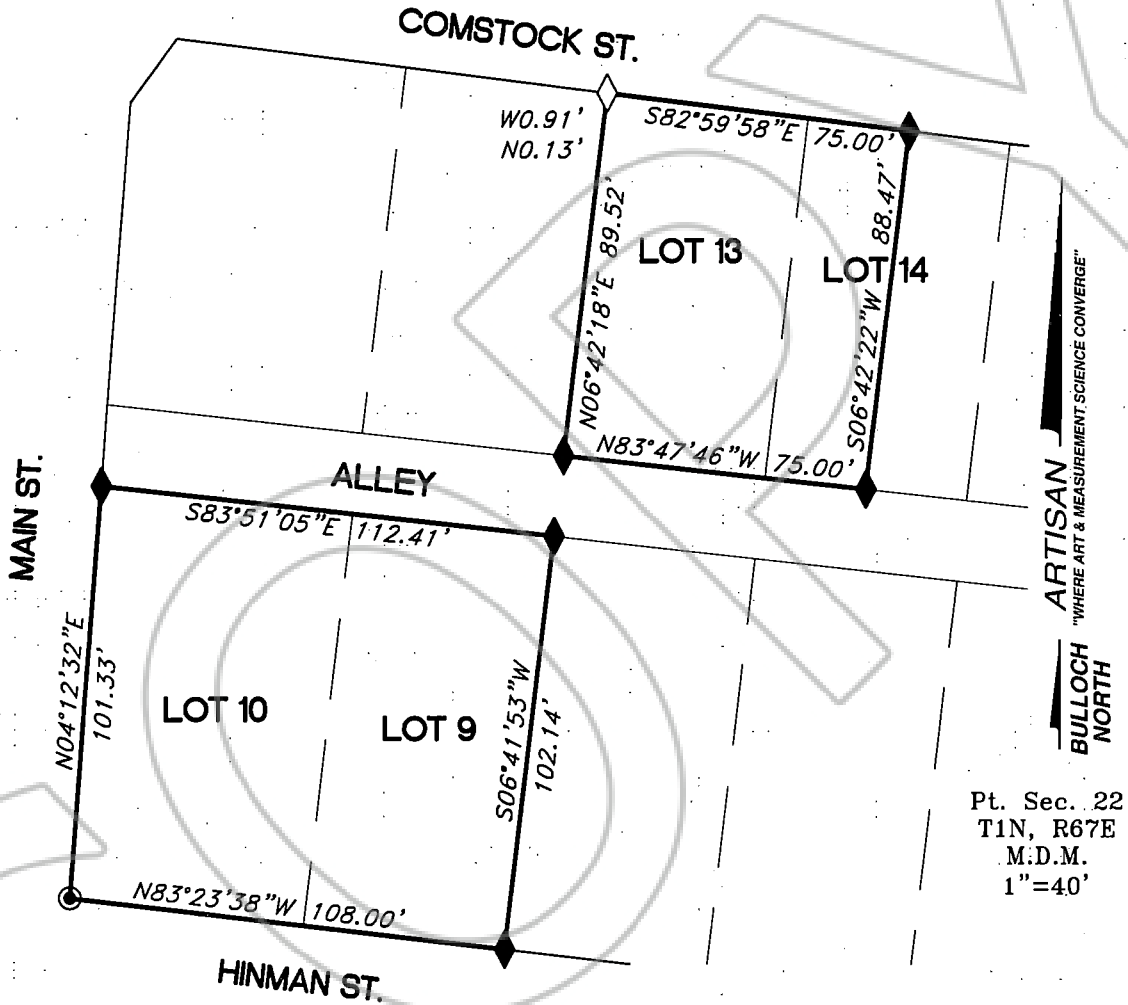 COMSTOCK ST.
W0.91'
N0.13'
S82°59'58"E 75.00'
N06°42'18"E 89.52'
LOT 13
LOT 14
S06°42'22"W 88.47'
N83°47'46"W 75.00'
ALLEY
MAIN ST.
S83°51'05"E 112.41'
N04°12'32"E
101.33'
LOT 10
LOT 9
S06°41'53"W
102.14'
N83°23'38"W 108.00'
HINMAN ST.
ARTISAN
"WHERE ART & MEASUREMENT SCIENCE CONVERGE"
BULLOCH
NORTH
Pt. Sec. 22
T1N, R67E
M.D.M.
1"=40'